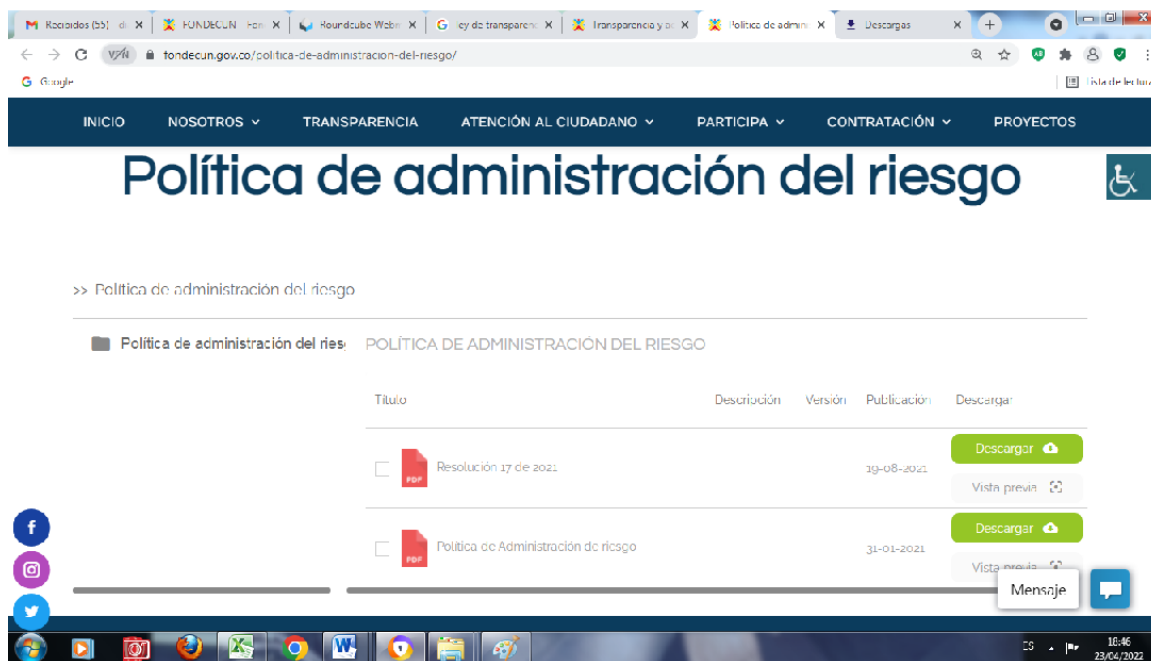 Recibidos (55)
FONDECUN
Roundcube Webm
ley de transparenc
Transparencia y ac
Política de admini
Descargas
fondecun.gov.co/politica-de-administracion-del-riesgo/
Google
Lista de lectura
INICIO NOSOTROS TRANSPARENCIA ATENCIÓN AL CIUDADANO PARTICIPA CONTRATACIÓN PROYECTOS
Política de administración del riesgo
>> Política de administración del riesgo
Política de administración del ries
POLÍTICA DE ADMINISTRACIÓN DEL RIESGO
Título Descripción Versión Publicación Descargar
PDF Resolución 17 de 2021 19-08-2021 Descargar
Vista previa
PDF Política de Administración de riesgo 31-01-2021 Descargar
Vista previa
Mensaje
ES 18:46
23/04/2022